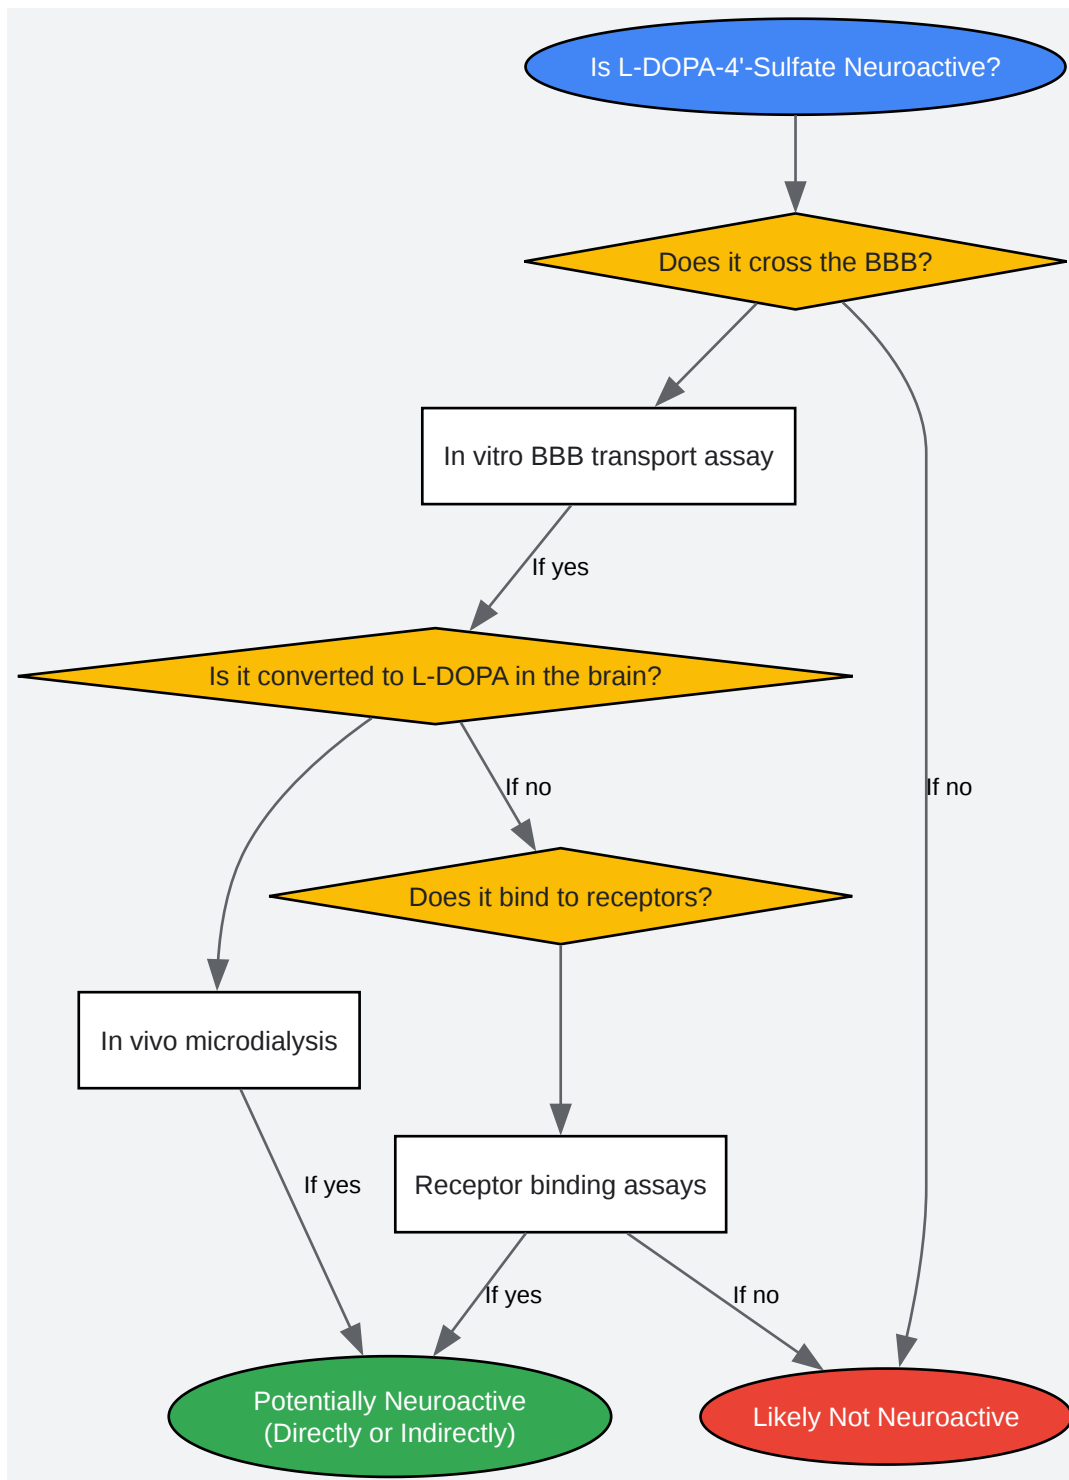 Is L-DOPA-4'-Sulfate Neuroactive?
Does it cross the BBB?
In vitro BBB transport assay
If yes
Is it converted to L-DOPA in the brain?
If no
If no
Does it bind to receptors?
In vivo microdialysis
Receptor binding assays
If yes
If yes
If no
Potentially Neuroactive
(Directly or Indirectly)
Likely Not Neuroactive